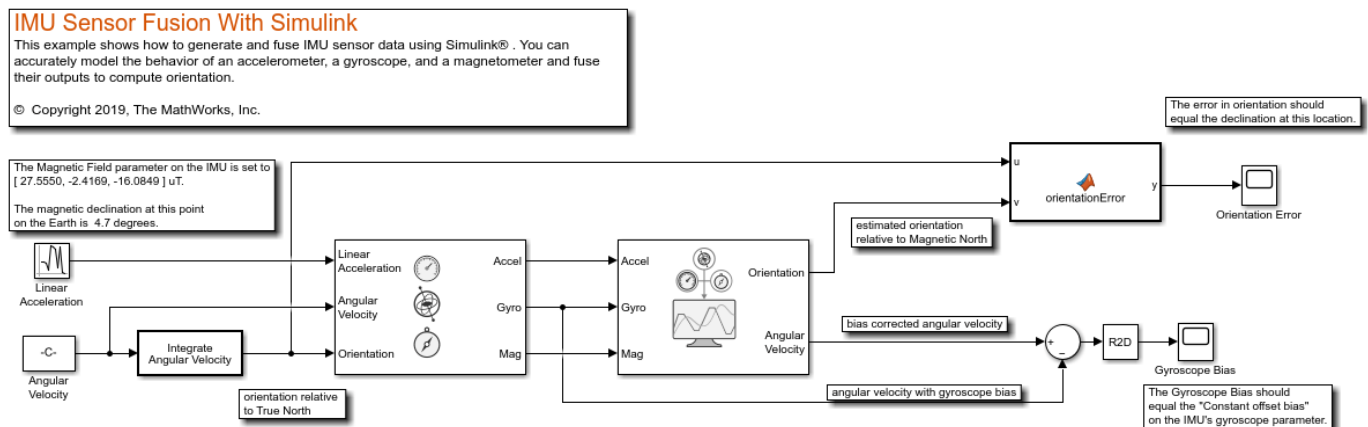 IMU Sensor Fusion With Simulink
This example shows how to generate and fuse IMU sensor data using Simulink® . You can
accurately model the behavior of an accelerometer, a gyroscope, and a magnetometer and fuse
their outputs to compute orientation.
© Copyright 2019, The MathWorks, Inc.
The error in orientation should
equal the declination at this location.
The Magnetic Field parameter on the IMU is set to
[ 27.5550, -2.4169, -16.0849 ] uT.
The magnetic declination at this point
on the Earth is 4.7 degrees.
u
v
orientationError
y
Orientation Error
estimated orientation
relative to Magnetic North
Linear
Acceleration
Linear
Acceleration
Angular
Velocity
Orientation
Accel
Gyro
Mag
Accel
Gyro
Mag
Orientation
Angular
Velocity
-C-
Angular
Velocity
Integrate
Angular Velocity
orientation relative
to True North
bias corrected angular velocity
angular velocity with gyroscope bias
+
−
R2D
Gyroscope Bias
The Gyroscope Bias should
equal the "Constant offset bias"
on the IMU's gyroscope parameter.